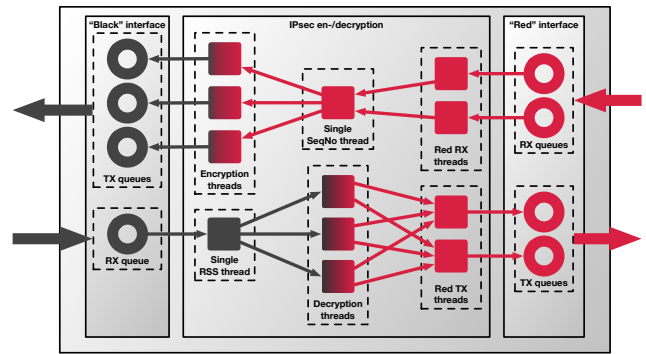 “Black” interface
IPsec en-/decryption
“Red” interface
TX queues
Encryption
threads
Single
SeqNo thread
Red RX
threads
RX queues
RX queue
Single
RSS thread
Decryption
threads
Red TX
threads
TX queues